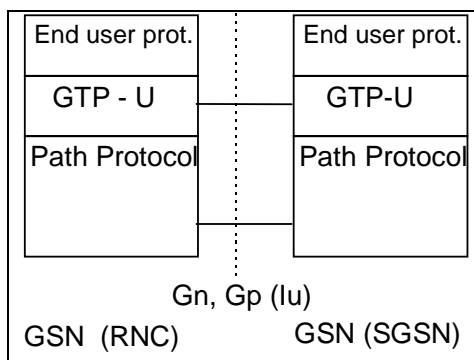 End user prot.
End user prot.
GTP - U
GTP-U
Path Protocol
Path Protocol
Gn, Gp (Iu)
GSN (RNC)
GSN (SGSN)